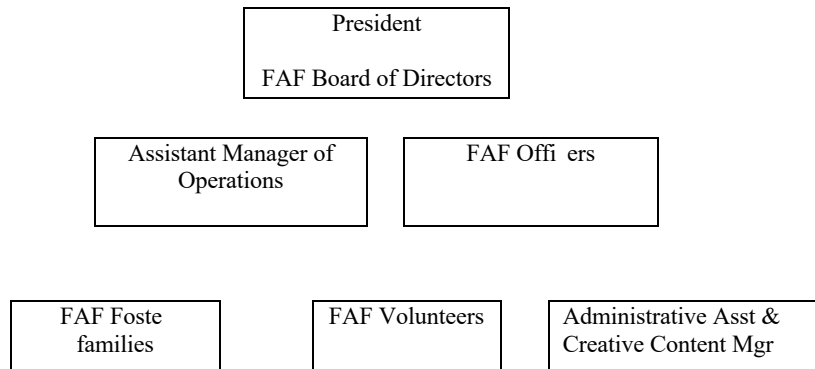 President
FAF Board of Directors
Assistant Manager of
Operations
FAF Offi ers
FAF Foste
families
FAF Volunteers
Administrative Asst &
Creative Content Mgr